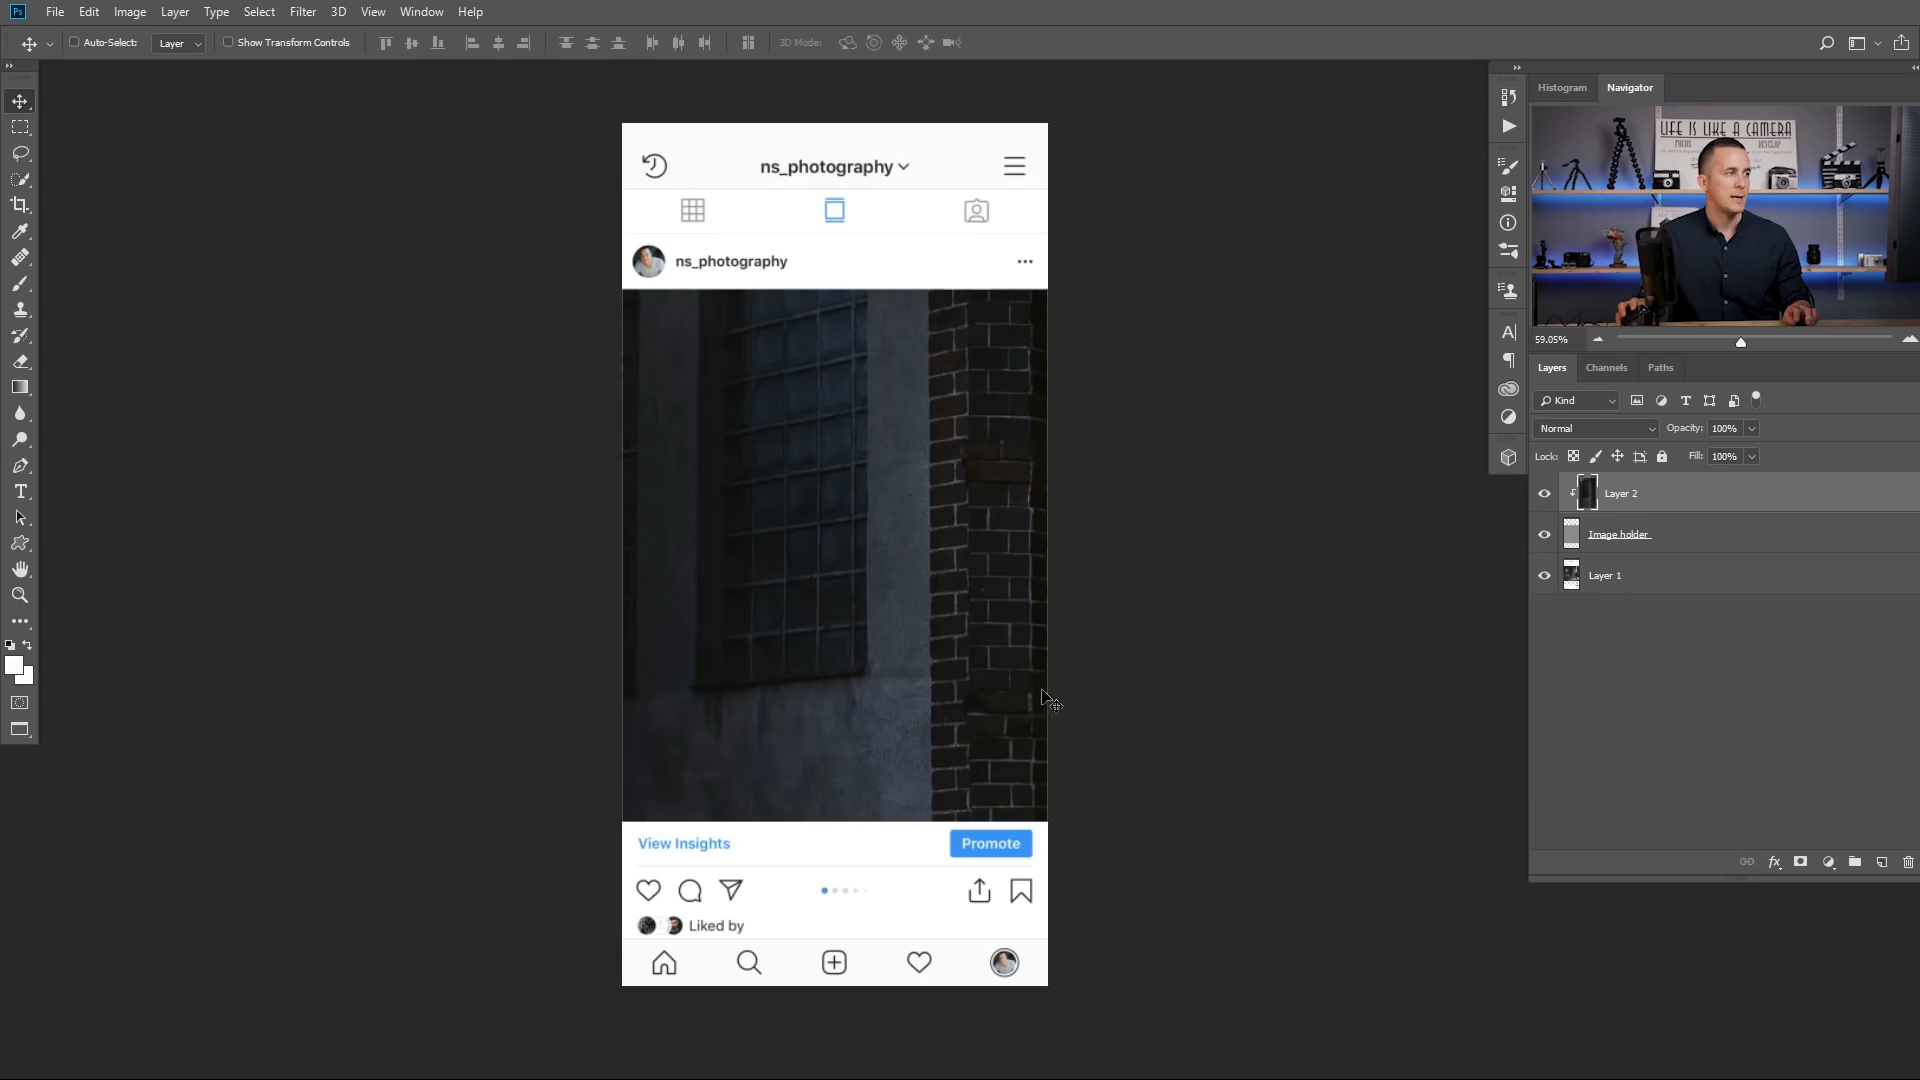 Ps File Edit Image Layer Type Select Filter 3D View Window Help
Auto-Select: Layer Show Transform Controls 3D Mode:
Histogram Navigator
LIFE IS LIKE A CAMERA
FOCUS DEVELOP
59.05%
ns_photography
ns_photography
Layers Channels Paths
Kind
Normal Opacity: 100%
Lock: Fill: 100%
Layer 2
Image holder
Layer 1
View Insights Promote
Liked by